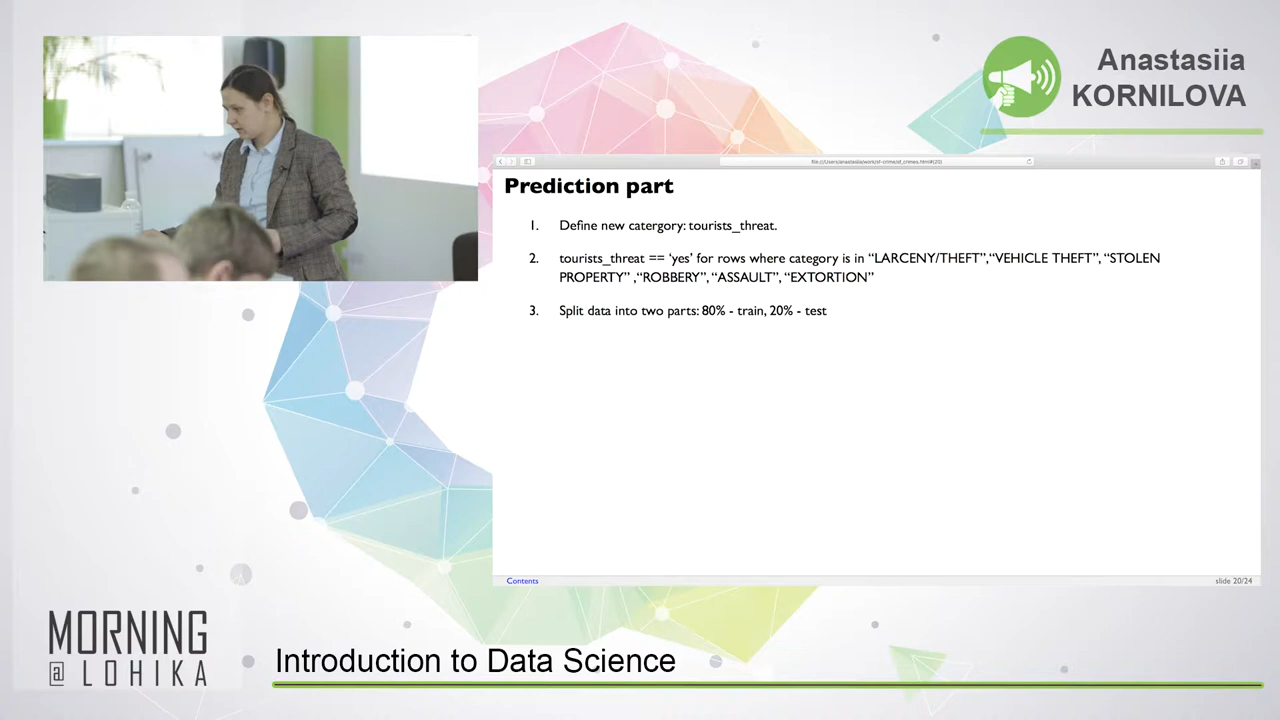 Anastasiia
KORNILOVA
Prediction part
1. Define new catergory: tourists_threat.
2. tourists_threat == ‘yes’ for rows where category is in “LARCENY/THEFT”,“VEHICLE THEFT”, “STOLEN
PROPERTY” ,“ROBBERY”, “ASSAULT”, “EXTORTION”
3. Split data into two parts: 80% - train, 20% - test
Contents
slide 20/24
MORNING
@ LOHIKA
Introduction to Data Science